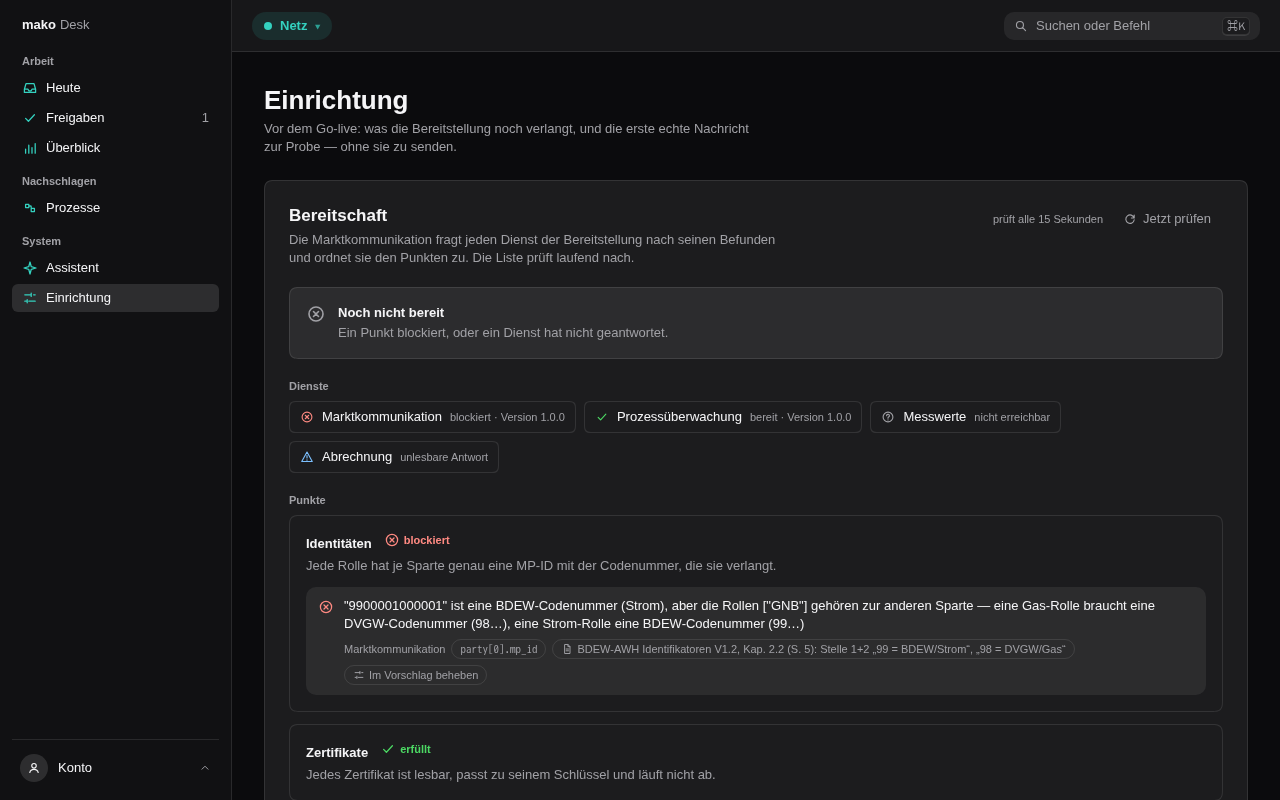 mako Desk
Netz
Suchen oder Befehl
⌘K
Arbeit
Heute
Freigaben 1
Überblick
Nachschlagen
Prozesse
System
Assistent
Einrichtung
Konto
Einrichtung
Vor dem Go-live: was die Bereitstellung noch verlangt, und die erste echte Nachricht
zur Probe — ohne sie zu senden.
Bereitschaft
prüft alle 15 Sekunden
Jetzt prüfen
Die Marktkommunikation fragt jeden Dienst der Bereitstellung nach seinen Befunden
und ordnet sie den Punkten zu. Die Liste prüft laufend nach.
Noch nicht bereit
Ein Punkt blockiert, oder ein Dienst hat nicht geantwortet.
Dienste
Marktkommunikation blockiert · Version 1.0.0
Prozessüberwachung bereit · Version 1.0.0
Messwerte nicht erreichbar
Abrechnung unlesbare Antwort
Punkte
Identitäten blockiert
Jede Rolle hat je Sparte genau eine MP-ID mit der Codenummer, die sie verlangt.
"9900001000001" ist eine BDEW-Codenummer (Strom), aber die Rollen ["GNB"] gehören zur anderen Sparte — eine Gas-Rolle braucht eine
DVGW-Codenummer (98…), eine Strom-Rolle eine BDEW-Codenummer (99…)
Marktkommunikation party[0].mp_id BDEW-AWH Identifikatoren V1.2, Kap. 2.2 (S. 5): Stelle 1+2 „99 = BDEW/Strom“, „98 = DVGW/Gas“
Im Vorschlag beheben
Zertifikate erfüllt
Jedes Zertifikat ist lesbar, passt zu seinem Schlüssel und läuft nicht ab.